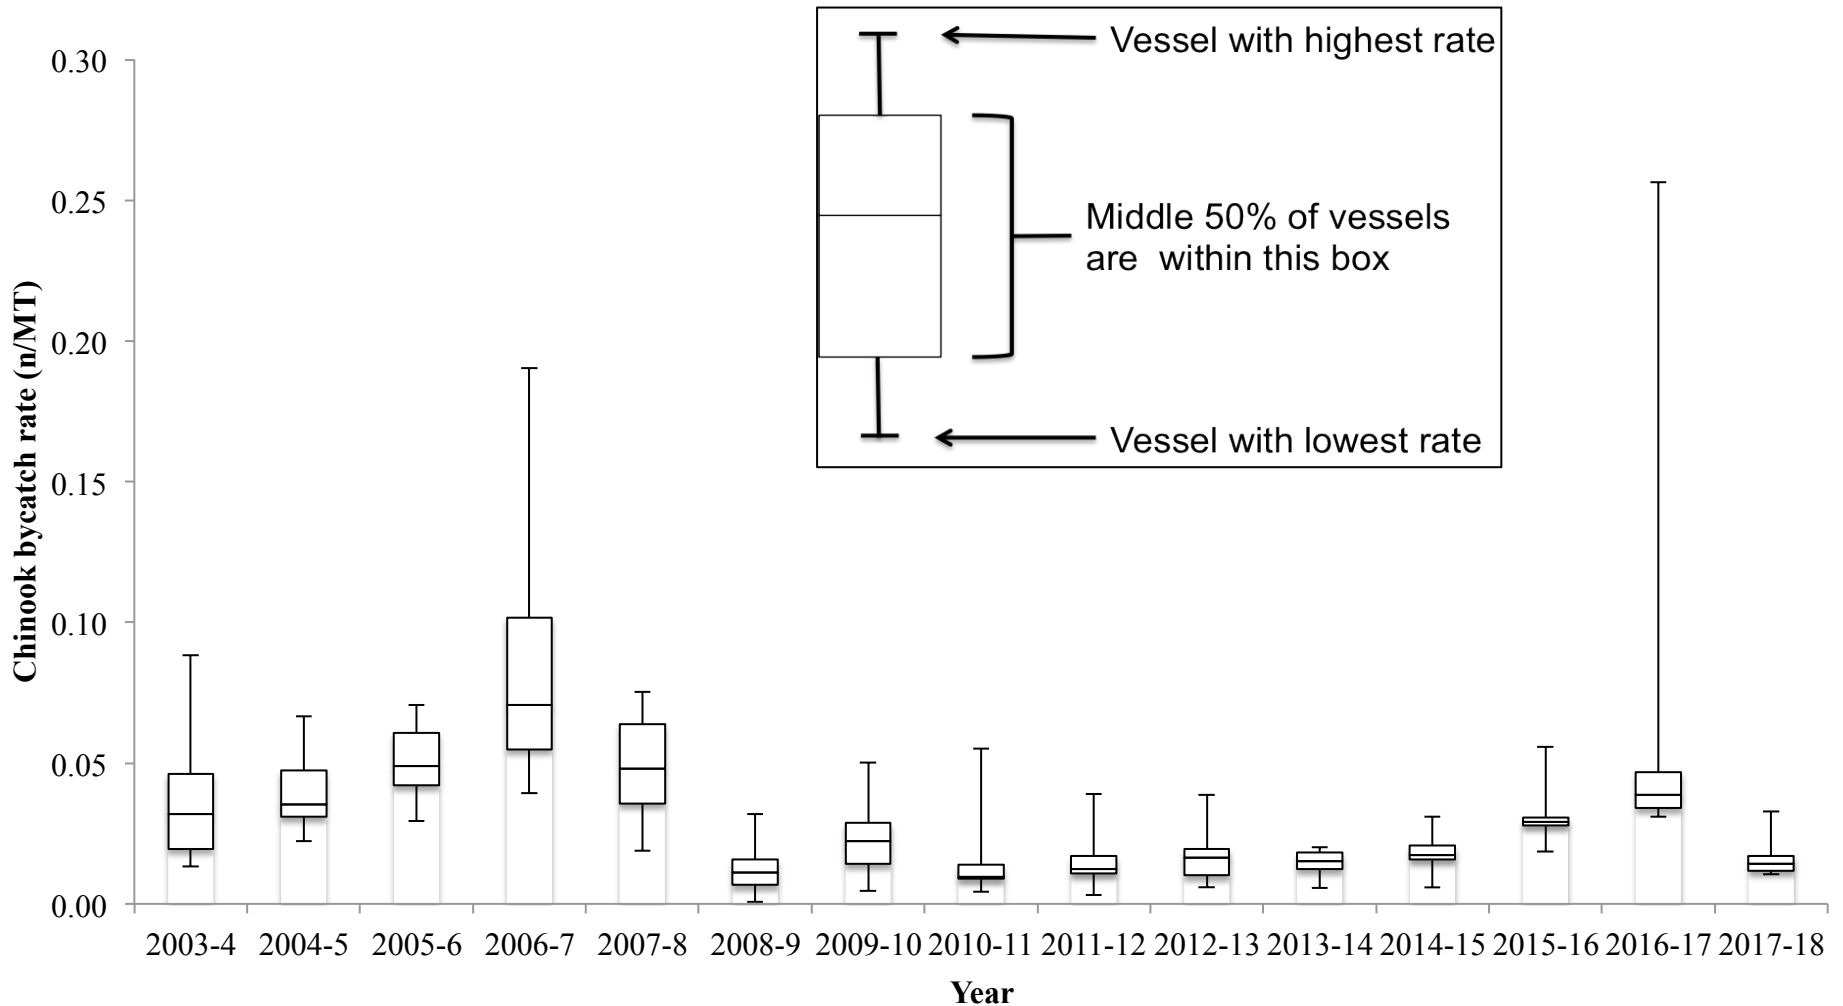 Vessel with highest rate
Middle 50% of vessels
are within this box
Vessel with lowest rate
Chinook bycatch rate (n/MT)
0.30
0.25
0.20
0.15
0.10
0.05
0.00
2003-4 2004-5 2005-6 2006-7 2007-8 2008-9 2009-10 2010-11 2011-12 2012-13 2013-14 2014-15 2015-16 2016-17 2017-18
Year